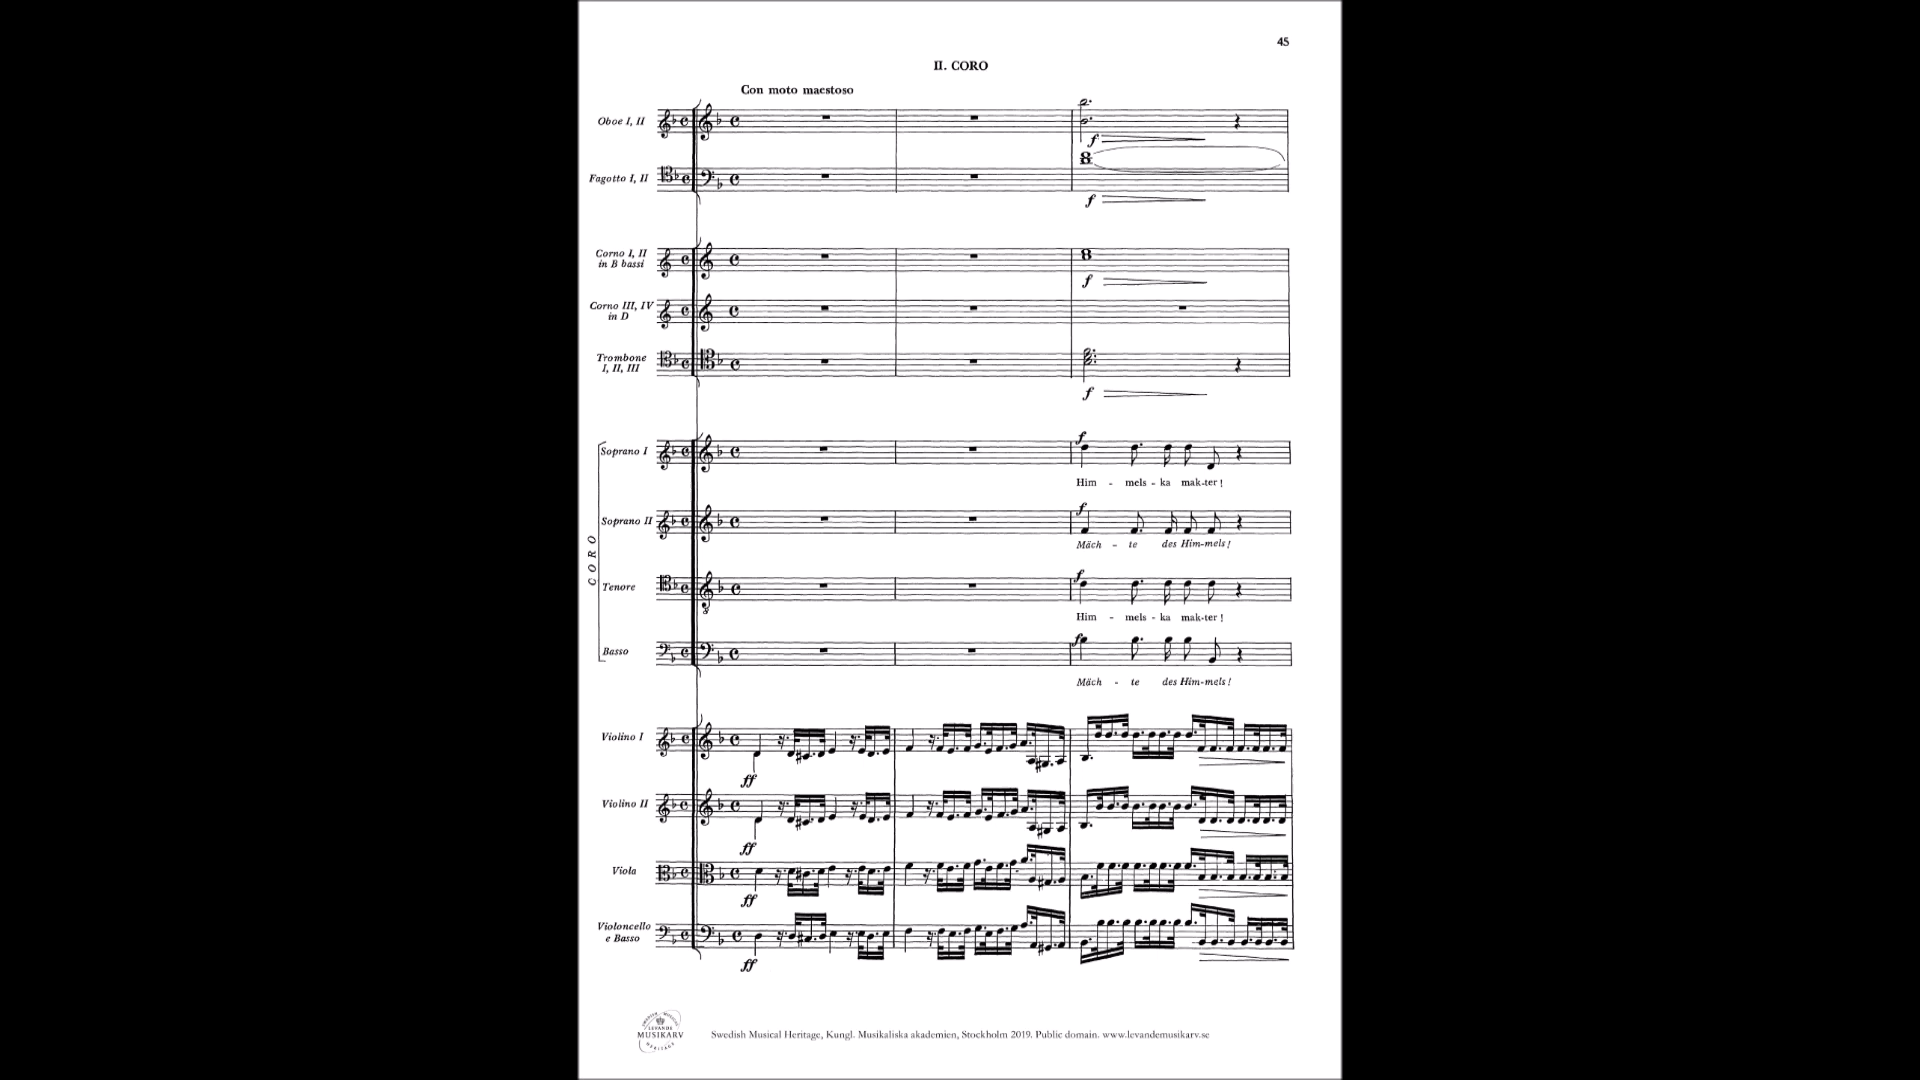 45
II. CORO
Con moto maestoso
Oboe I, II
f
Fagotto I, II
f
Corno I, II
in B bassi
f
Corno III, IV
in D
Trombone
I, II, III
f
CORO
f
Soprano I
Him - mels - ka mak-ter!
f
Soprano II
Mäch - te des Him-mels!
f
Tenore
Him - mels - ka mak-ter!
f
Basso
Mäch - te des Him-mels!
Violino I
ff
Violino II
ff
Viola
ff
Violoncello
e Basso
ff
SWEDISH MUSICAL
LEVANDE
MUSIKARV
HERITAGE
Swedish Musical Heritage, Kungl. Musikaliska akademien, Stockholm 2019. Public domain. www.levandemusikarv.se